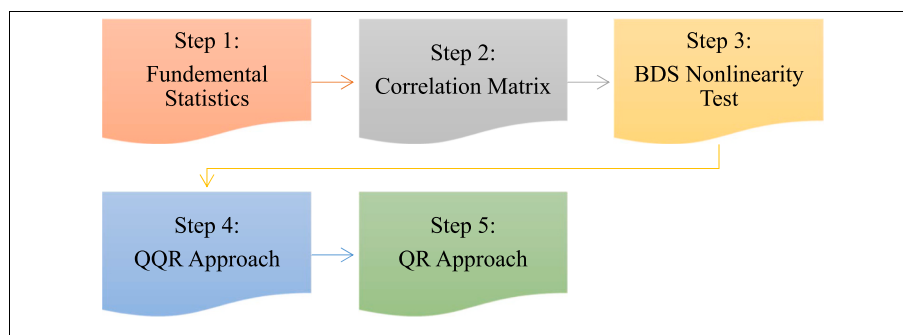 Step 1:
Fundemental
Statistics
Step 2:
Correlation Matrix
Step 3:
BDS Nonlinearity
Test
Step 4:
QQR Approach
Step 5:
QR Approach